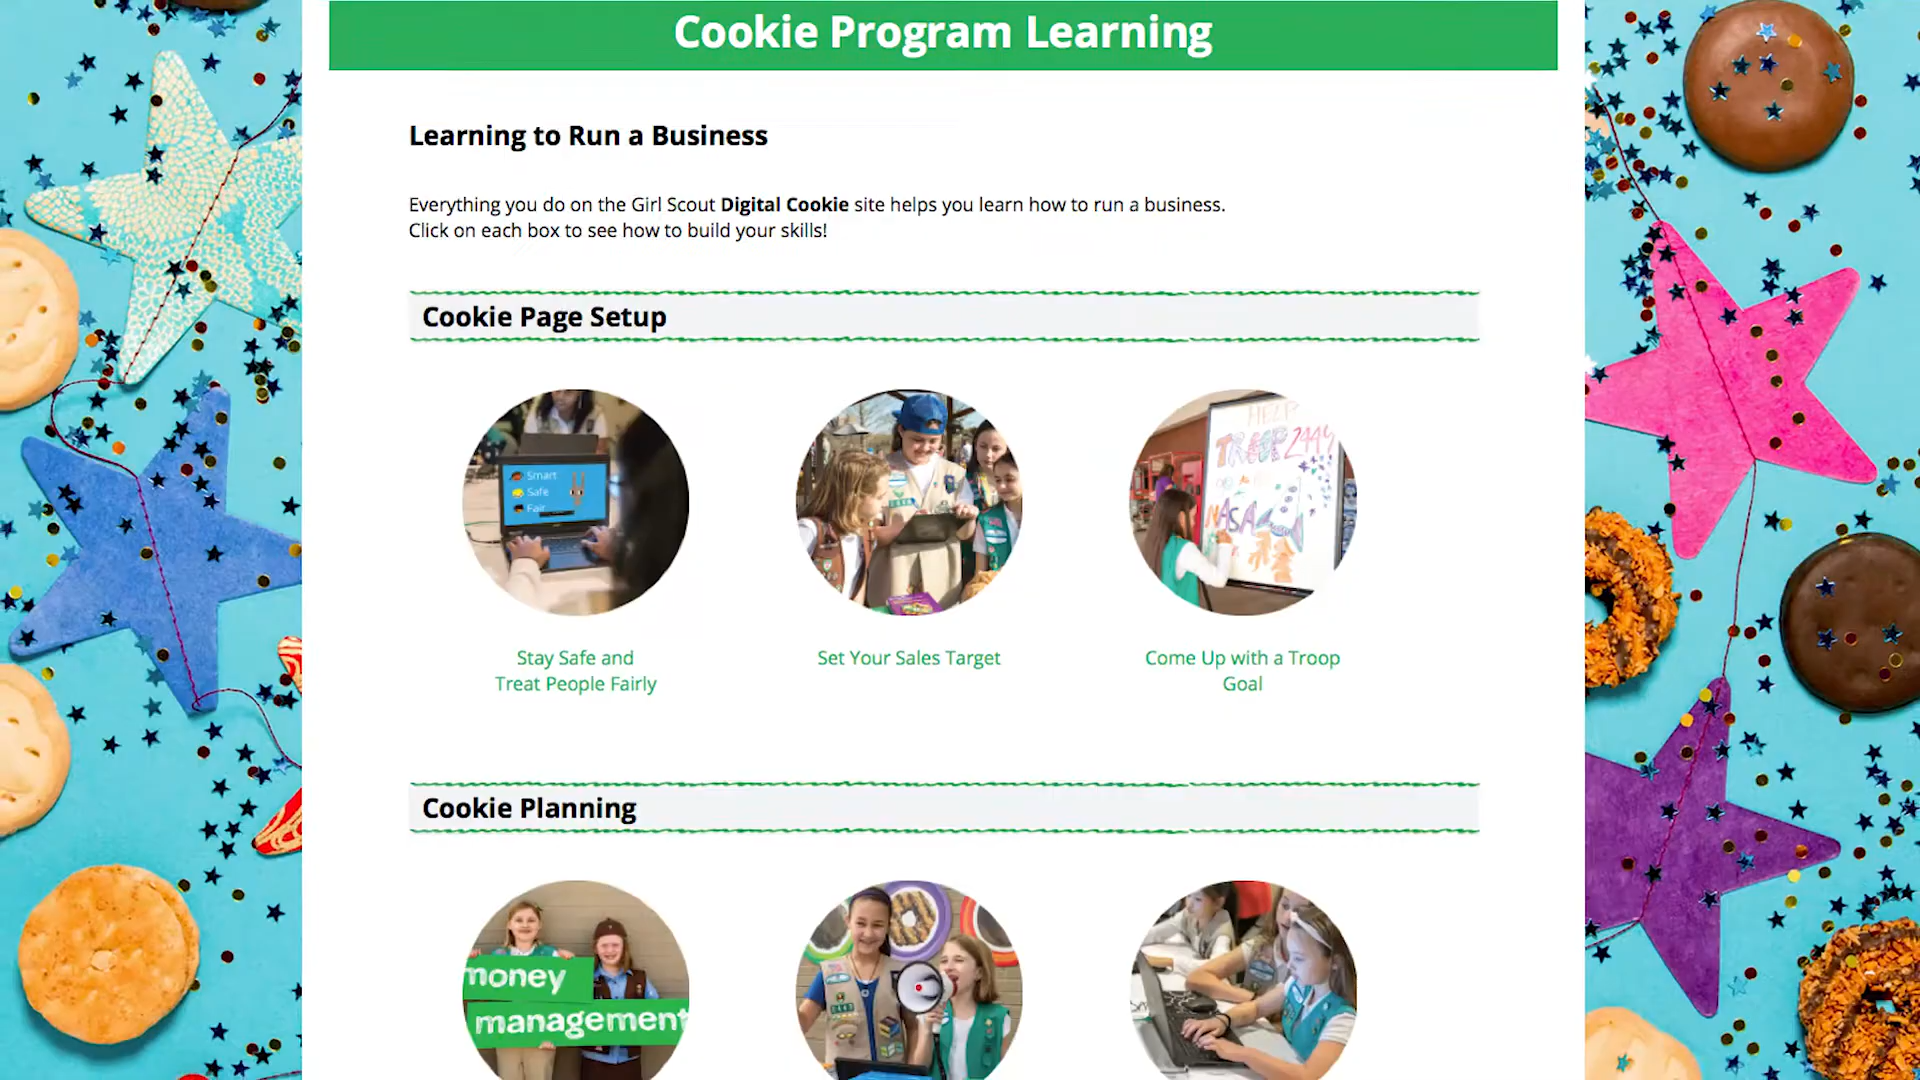 Cookie Program Learning
Learning to Run a Business
Everything you do on the Girl Scout Digital Cookie site helps you learn how to run a business.
Click on each box to see how to build your skills!
Cookie Page Setup
Smart
Safe
Fair
HELP
TROOP 2449
NASA
Stay Safe and
Treat People Fairly
Set Your Sales Target
Come Up with a Troop
Goal
Cookie Planning
money
management